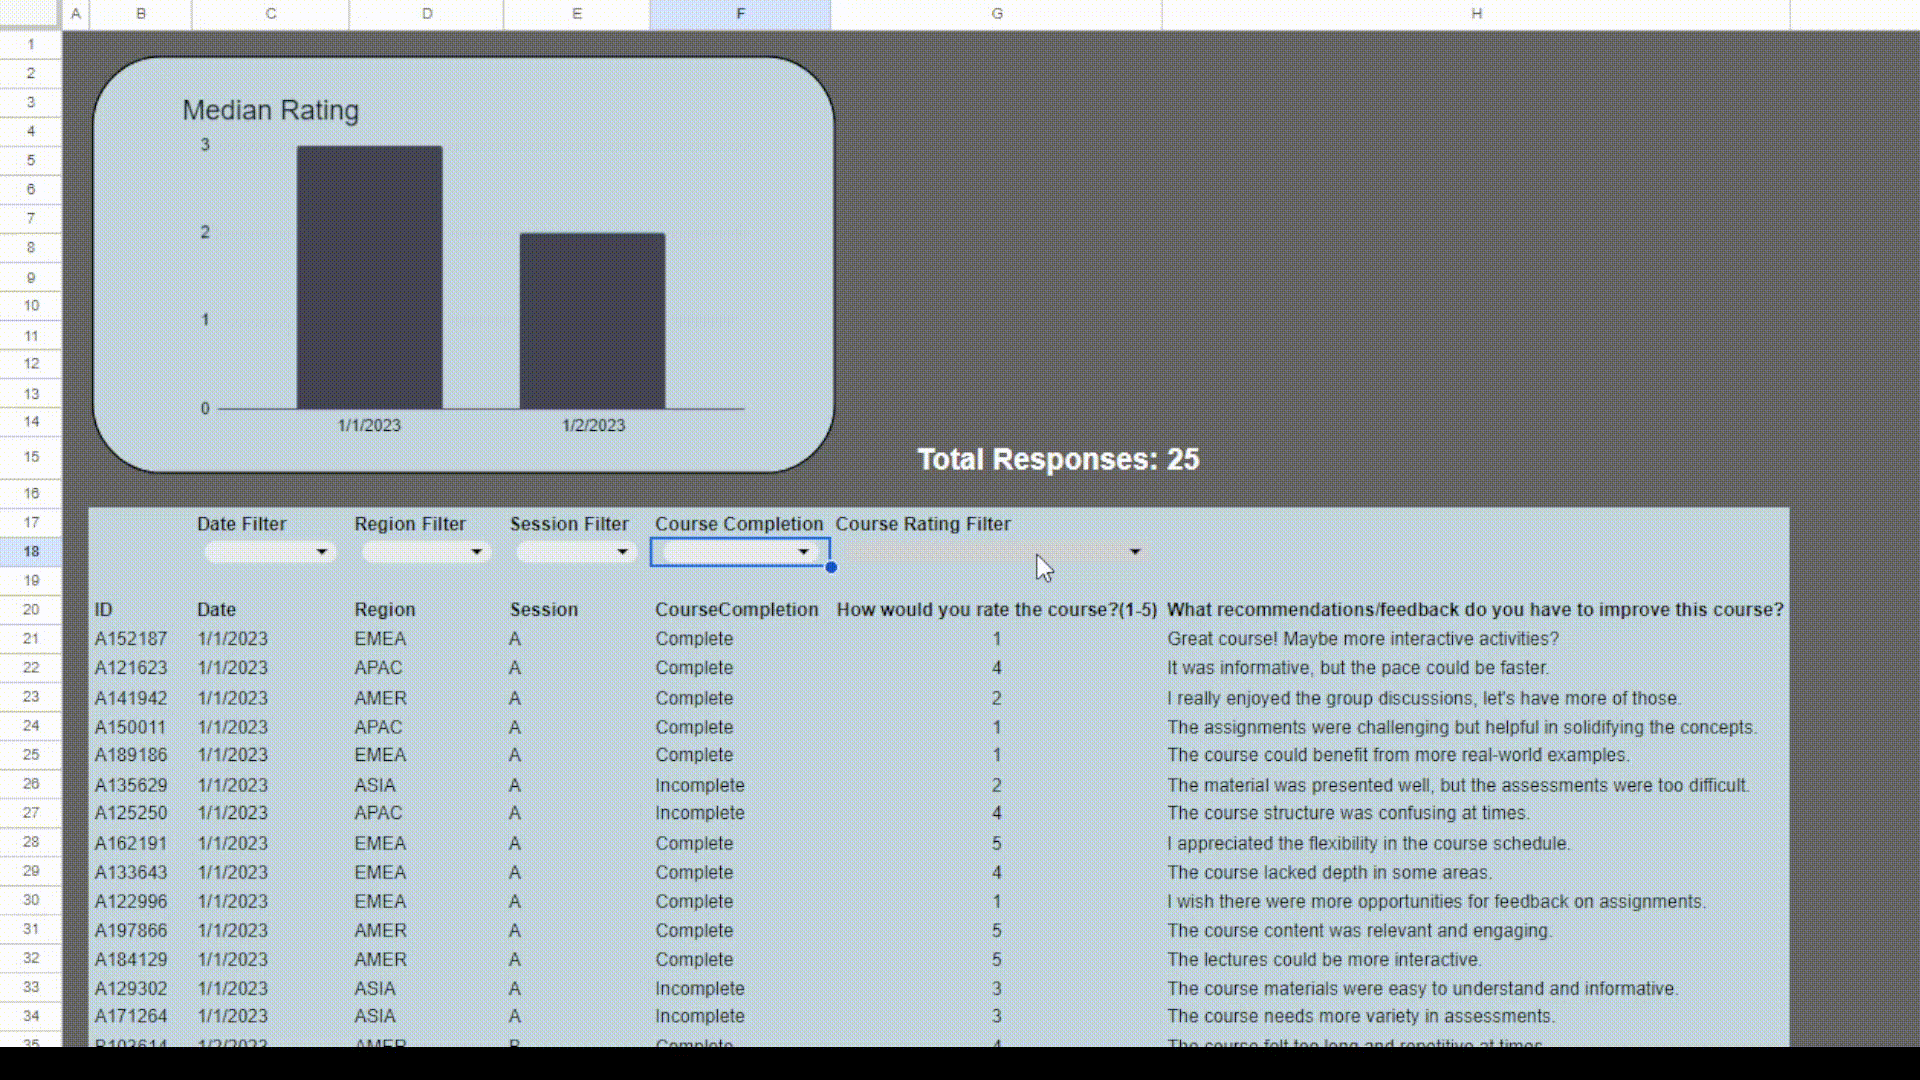 A B C D E F G H
1
2
3
4
5
6
7
8
9
10
11
12
13
14
15
16
17
18
19
20
21
22
23
24
25
26
27
28
29
30
31
32
33
34
35
Median Rating
3
2
1
0
1/1/2023 1/2/2023
Total Responses: 25
Date Filter Region Filter Session Filter Course Completion Course Rating Filter
ID Date Region Session CourseCompletion How would you rate the course?(1-5) What recommendations/feedback do you have to improve this course?
A152187 1/1/2023 EMEA A Complete 1 Great course! Maybe more interactive activities?
A121623 1/1/2023 APAC A Complete 4 It was informative, but the pace could be faster.
A141942 1/1/2023 AMER A Complete 2 I really enjoyed the group discussions, let's have more of those.
A150011 1/1/2023 APAC A Complete 1 The assignments were challenging but helpful in solidifying the concepts.
A189186 1/1/2023 EMEA A Complete 1 The course could benefit from more real-world examples.
A135629 1/1/2023 ASIA A Incomplete 2 The material was presented well, but the assessments were too difficult.
A125250 1/1/2023 APAC A Incomplete 4 The course structure was confusing at times.
A162191 1/1/2023 EMEA A Complete 5 I appreciated the flexibility in the course schedule.
A133643 1/1/2023 EMEA A Complete 4 The course lacked depth in some areas.
A122996 1/1/2023 EMEA A Complete 1 I wish there were more opportunities for feedback on assignments.
A197866 1/1/2023 AMER A Complete 5 The course content was relevant and engaging.
A184129 1/1/2023 AMER A Complete 5 The lectures could be more interactive.
A129302 1/1/2023 ASIA A Incomplete 3 The course materials were easy to understand and informative.
A171264 1/1/2023 ASIA A Incomplete 3 The course needs more variety in assessments.
B103614 1/2/2023 AMER B Complete 4 The course felt too long and repetitive at times.